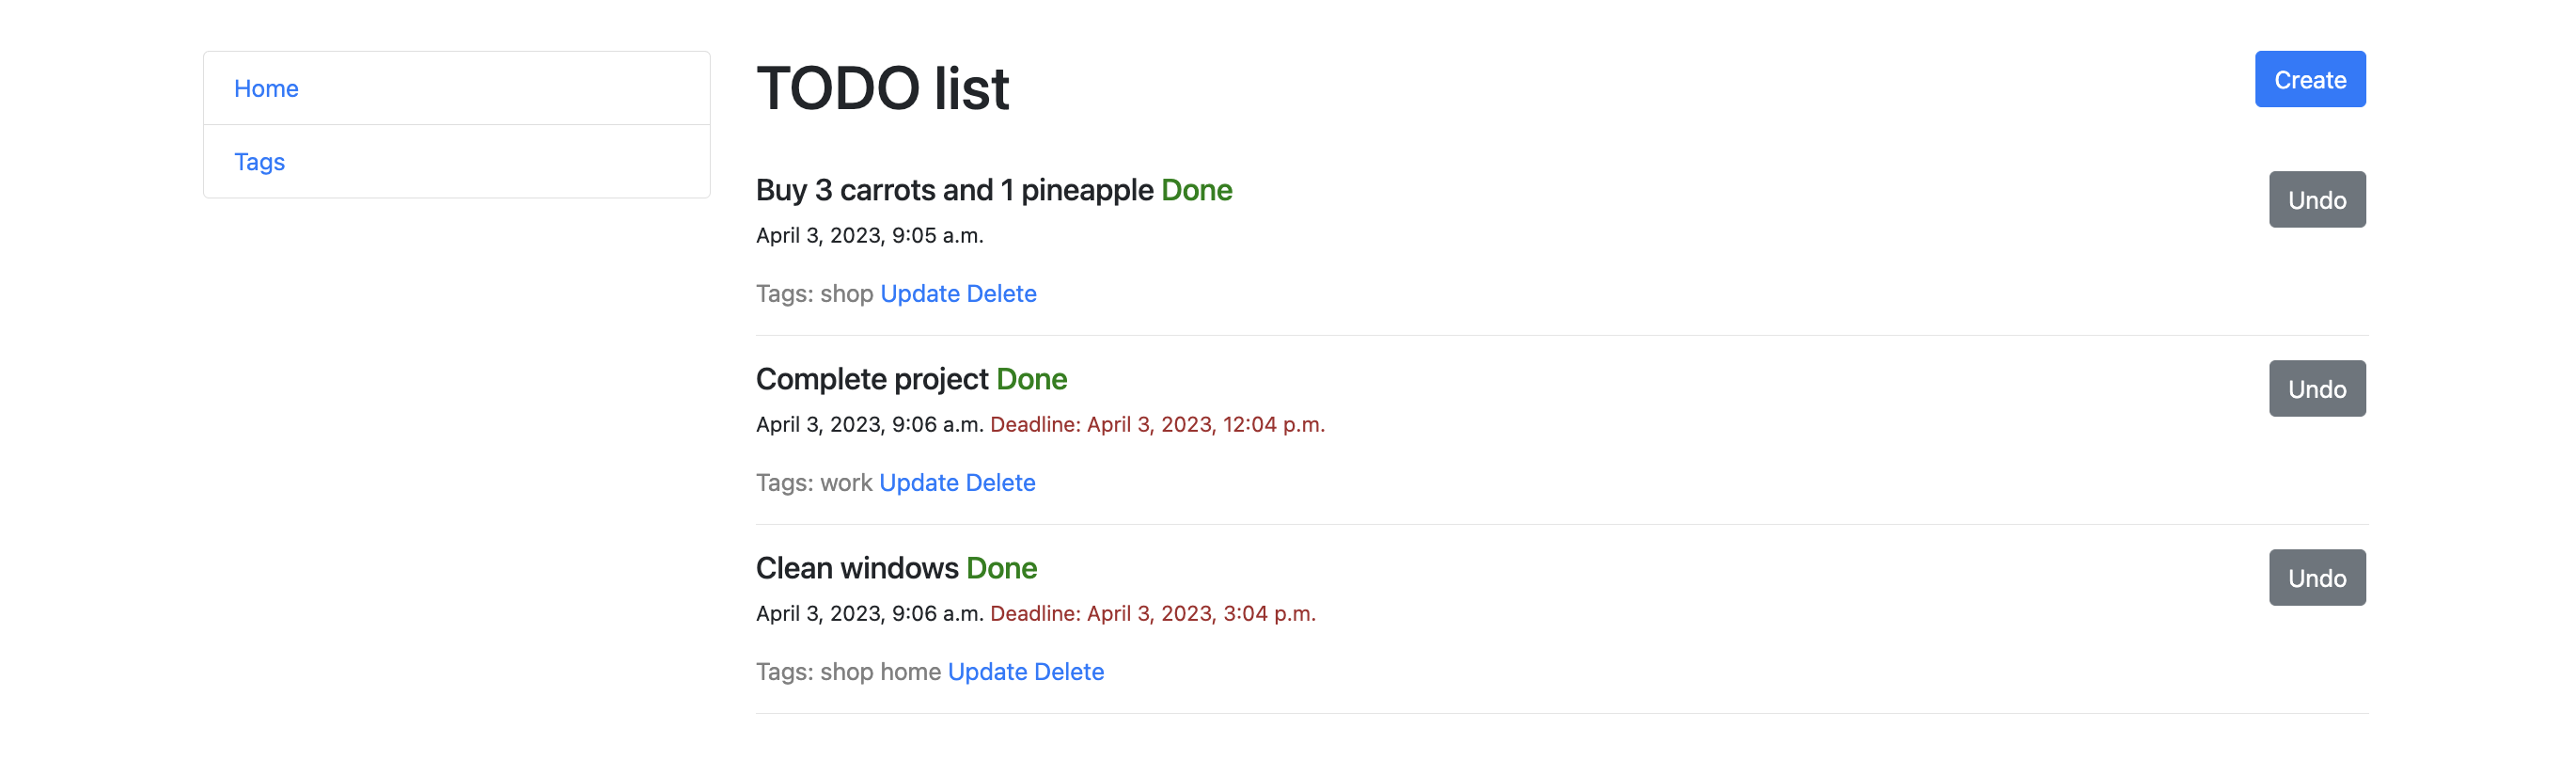 Home
Tags
TODO list
Create
Buy 3 carrots and 1 pineapple Done
Undo
April 3, 2023, 9:05 a.m.
Tags: shop Update Delete
Complete project Done
Undo
April 3, 2023, 9:06 a.m. Deadline: April 3, 2023, 12:04 p.m.
Tags: work Update Delete
Clean windows Done
Undo
April 3, 2023, 9:06 a.m. Deadline: April 3, 2023, 3:04 p.m.
Tags: shop home Update Delete